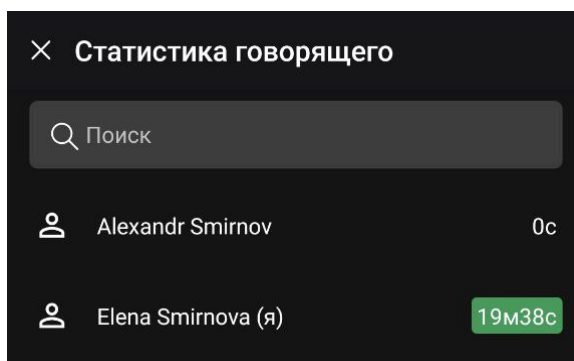 Статистика говорящего
Поиск
Alexandr Smirnov 0с
Elena Smirnova (я) 19м38с